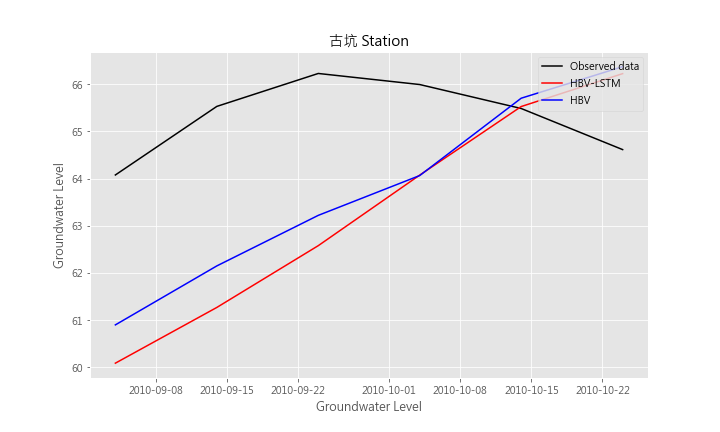 古坑 Station
Observed data
HBV-LSTM
HBV
Groundwater Level
66
65
64
63
62
61
60
2010-09-08
2010-09-15
2010-09-22
2010-10-01
2010-10-08
2010-10-15
2010-10-22
Groundwater Level